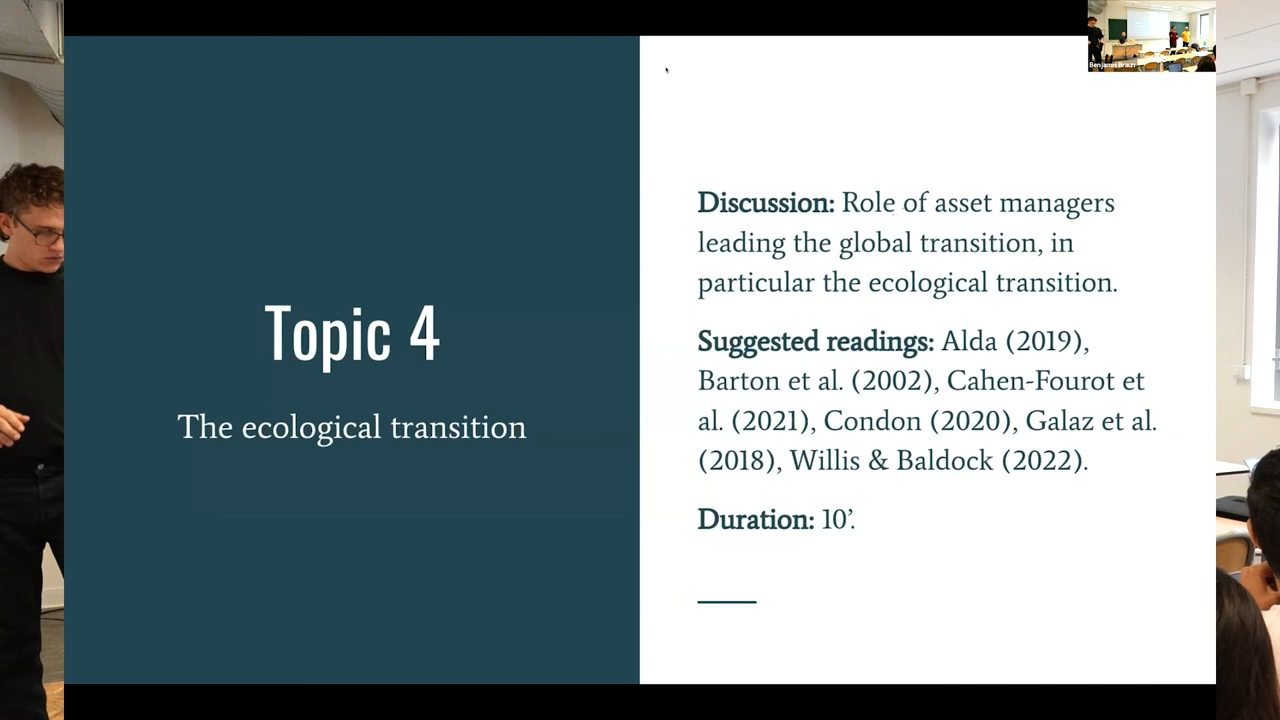 Benjamin Braun
Topic 4
The ecological transition
Discussion: Role of asset managers
leading the global transition, in
particular the ecological transition.
Suggested readings: Alda (2019),
Barton et al. (2002), Cahen-Fourot et
al. (2021), Condon (2020), Galaz et al.
(2018), Willis & Baldock (2022).
Duration: 10’.